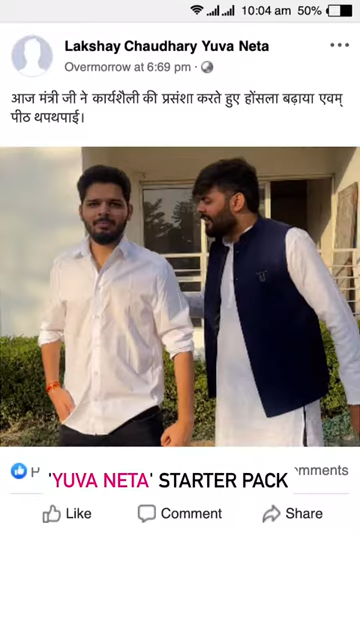 10:04 am 50%
Lakshay Chaudhary Yuva Neta
Overmorrow at 6:69 pm ·
आज मंत्री जी ने कार्यशैली की प्रसंशा करते हुए होंसला बढ़ाया एवम्
पीठ थपथपाई।
'YUVA NETA' STARTER PACK
Like Comment Share